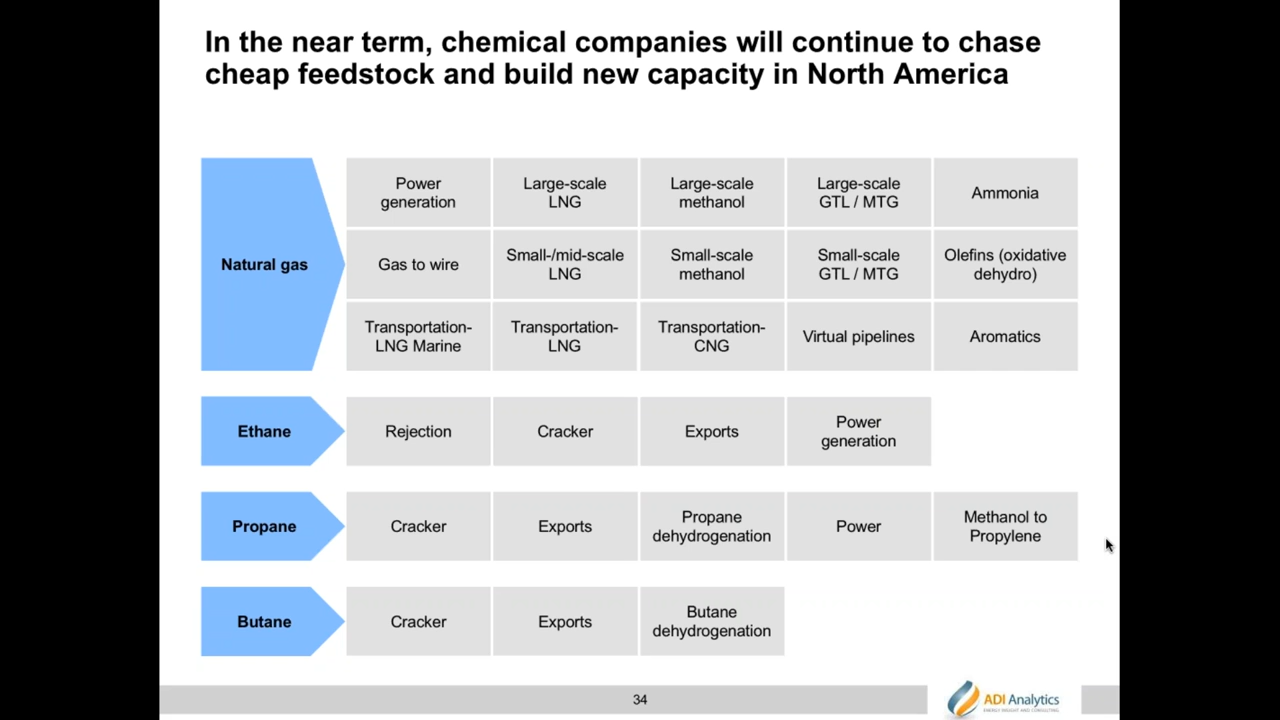 In the near term, chemical companies will continue to chase
cheap feedstock and build new capacity in North America
Natural gas
Power
generation
Large-scale
LNG
Large-scale
methanol
Large-scale
GTL / MTG
Ammonia
Gas to wire
Small-/mid-scale
LNG
Small-scale
methanol
Small-scale
GTL / MTG
Olefins (oxidative
dehydro)
Transportation-
LNG Marine
Transportation-
LNG
Transportation-
CNG
Virtual pipelines
Aromatics
Ethane
Rejection
Cracker
Exports
Power
generation
Propane
Cracker
Exports
Propane
dehydrogenation
Power
Methanol to
Propylene
Butane
Cracker
Exports
Butane
dehydrogenation
34
ADI Analytics
ENERGY INSIGHT AND CONSULTING